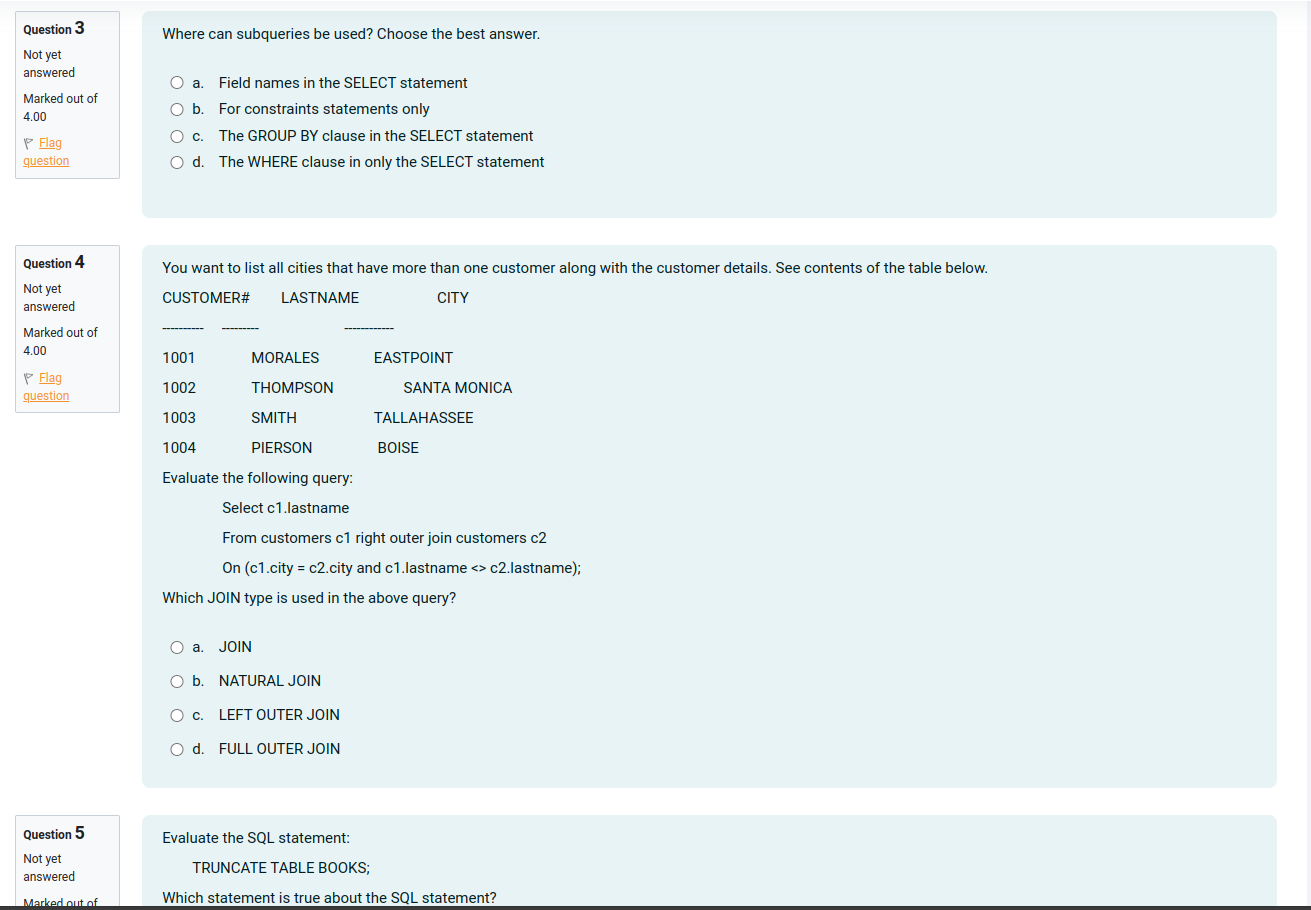 Question 3
Not yet
answered
Marked out of
4.00
Flag
question
Where can subqueries be used? Choose the best answer.
a. Field names in the SELECT statement
b. For constraints statements only
c. The GROUP BY clause in the SELECT statement
d. The WHERE clause in only the SELECT statement
Question 4
Not yet
answered
Marked out of
4.00
Flag
question
You want to list all cities that have more than one customer along with the customer details. See contents of the table below.
CUSTOMER# LASTNAME CITY
---------- --------- ------------
1001 MORALES EASTPOINT
1002 THOMPSON SANTA MONICA
1003 SMITH TALLAHASSEE
1004 PIERSON BOISE
Evaluate the following query:
Select c1.lastname
From customers c1 right outer join customers c2
On (c1.city = c2.city and c1.lastname <> c2.lastname);
Which JOIN type is used in the above query?
a. JOIN
b. NATURAL JOIN
c. LEFT OUTER JOIN
d. FULL OUTER JOIN
Question 5
Not yet
answered
Marked out of
Evaluate the SQL statement:
TRUNCATE TABLE BOOKS;
Which statement is true about the SQL statement?